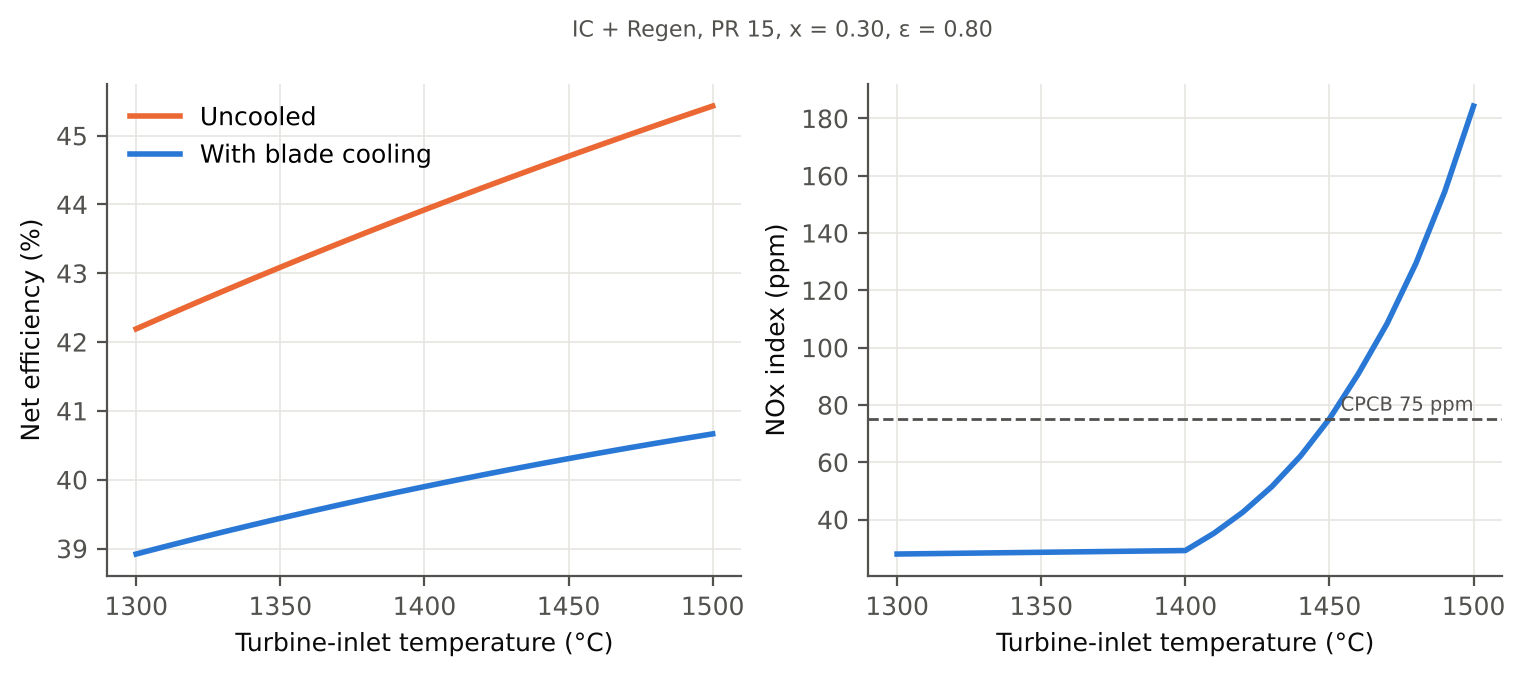 IC + Regen, PR 15, x = 0.30, ε = 0.80
Uncooled
With blade cooling
Net efficiency (%)
45
44
43
42
41
40
39
1300 1350 1400 1450 1500
Turbine-inlet temperature (°C)
NOx index (ppm)
180
160
140
120
100
80
60
40
CPCB 75 ppm
1300 1350 1400 1450 1500
Turbine-inlet temperature (°C)